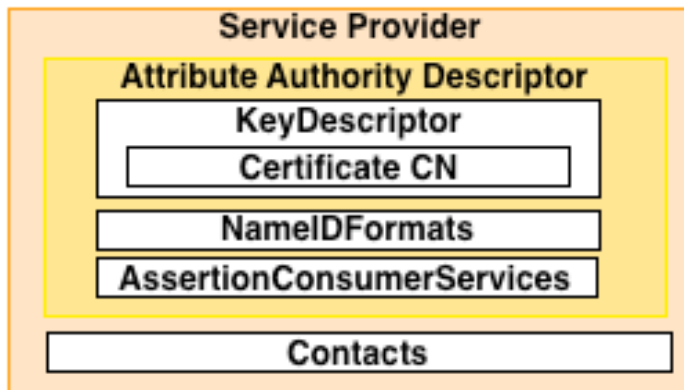 Service Provider
Attribute Authority Descriptor
KeyDescriptor
Certificate CN
NameIDFormats
AssertionConsumerServices
Contacts